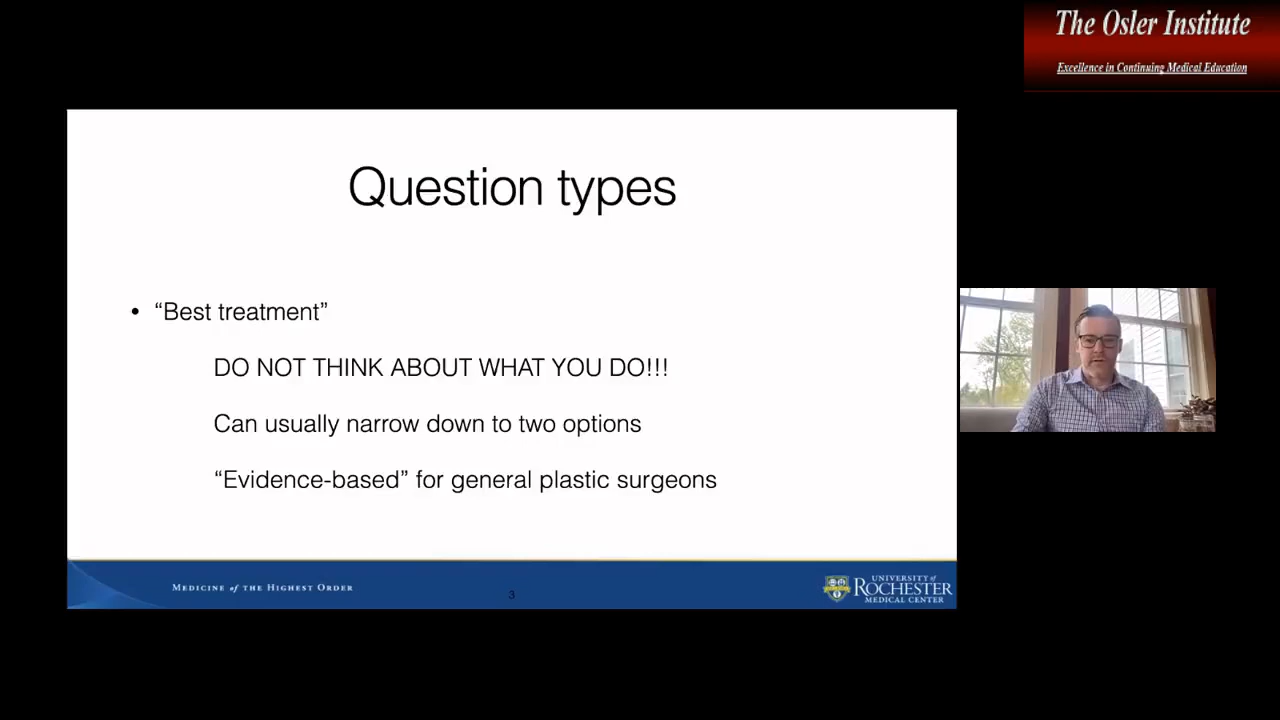 The Osler Institute
Excellence in Continuing Medical Education
Question types
• “Best treatment”
DO NOT THINK ABOUT WHAT YOU DO!!!
Can usually narrow down to two options
“Evidence-based” for general plastic surgeons
MEDICINE of THE HIGHEST ORDER
3
UNIVERSITY of
ROCHESTER
MEDICAL CENTER